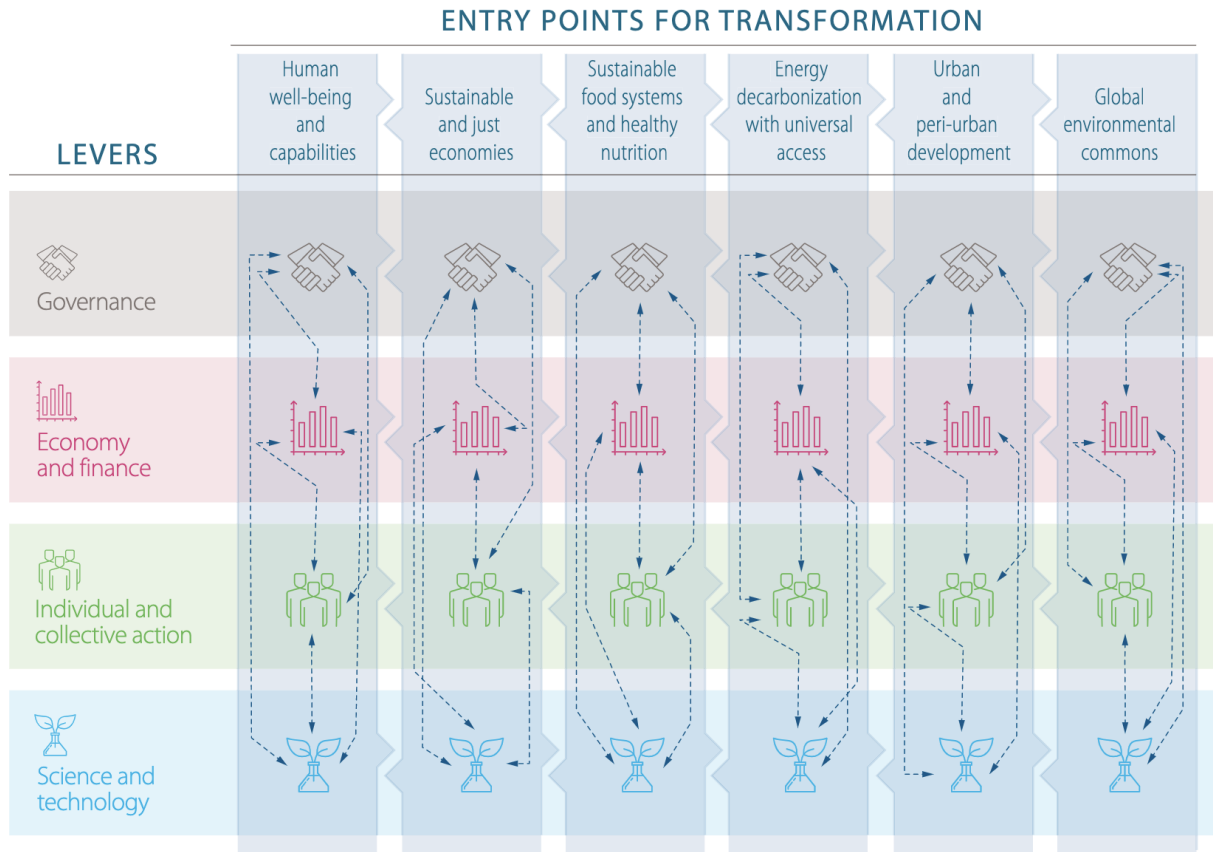 ENTRY POINTS FOR TRANSFORMATION
LEVERS
Human
well-being
and
capabilities
Sustainable
and just
economies
Sustainable
food systems
and healthy
nutrition
Energy
decarbonization
with universal
access
Urban
and
peri-urban
development
Global
environmental
commons
Governance
Economy
and finance
Individual and
collective action
Science and
technology